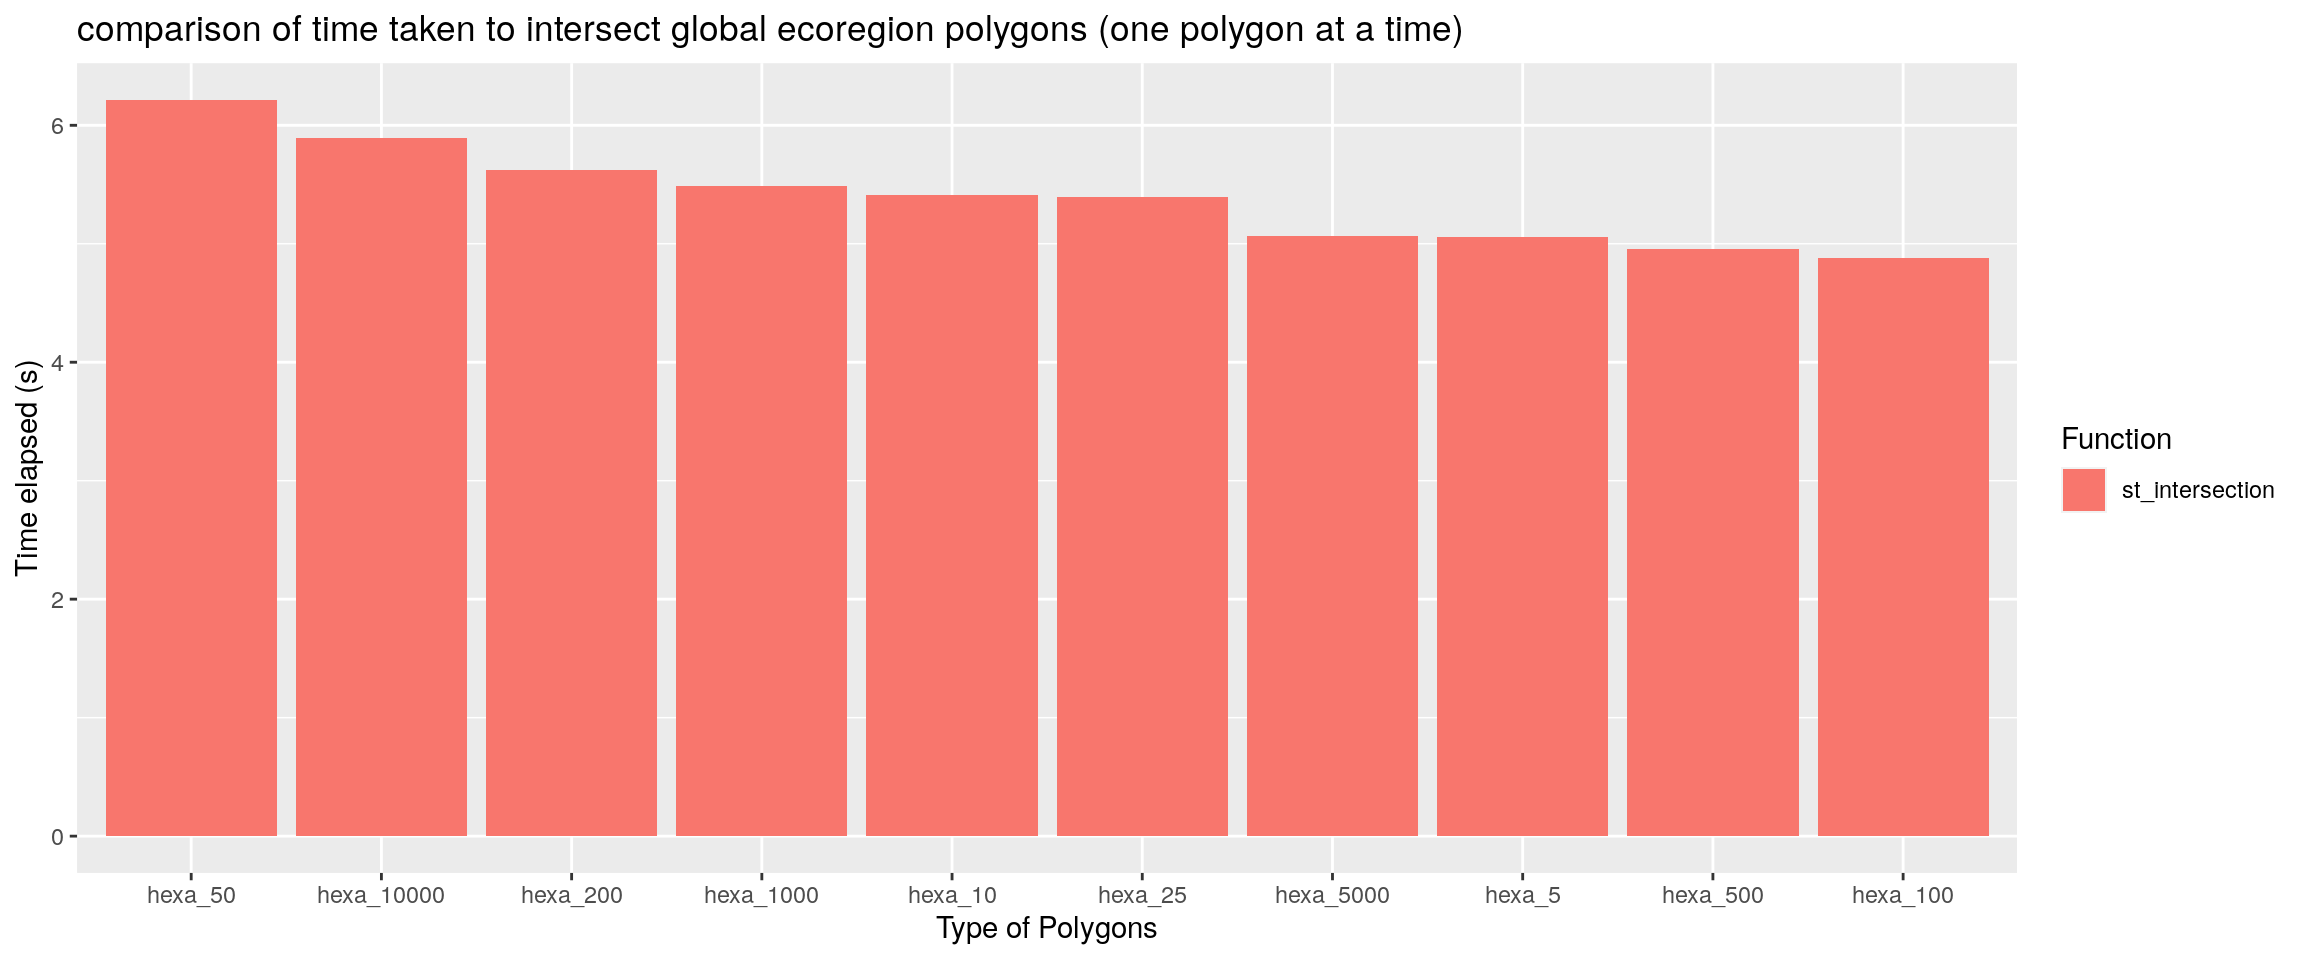 comparison of time taken to intersect global ecoregion polygons (one polygon at a time)
6
4
2
0
Time elapsed (s)
hexa_50 hexa_10000 hexa_200 hexa_1000 hexa_10 hexa_25 hexa_5000 hexa_5 hexa_500 hexa_100
Type of Polygons
Function
st_intersection